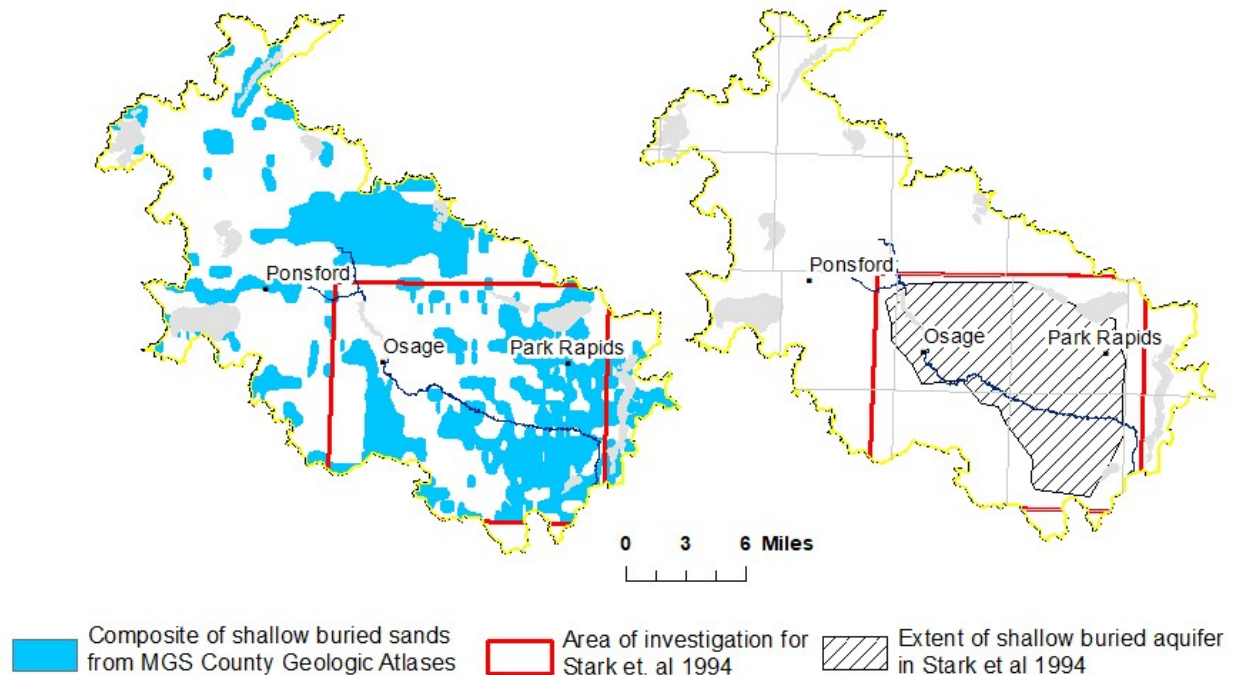 Ponsford
Osage
Park Rapids
Ponsford
Osage
Park Rapids
0 3 6 Miles
Composite of shallow buried sands
from MGS County Geologic Atlases
Area of investigation for
Stark et. al 1994
Extent of shallow buried aquifer
in Stark et. al 1994